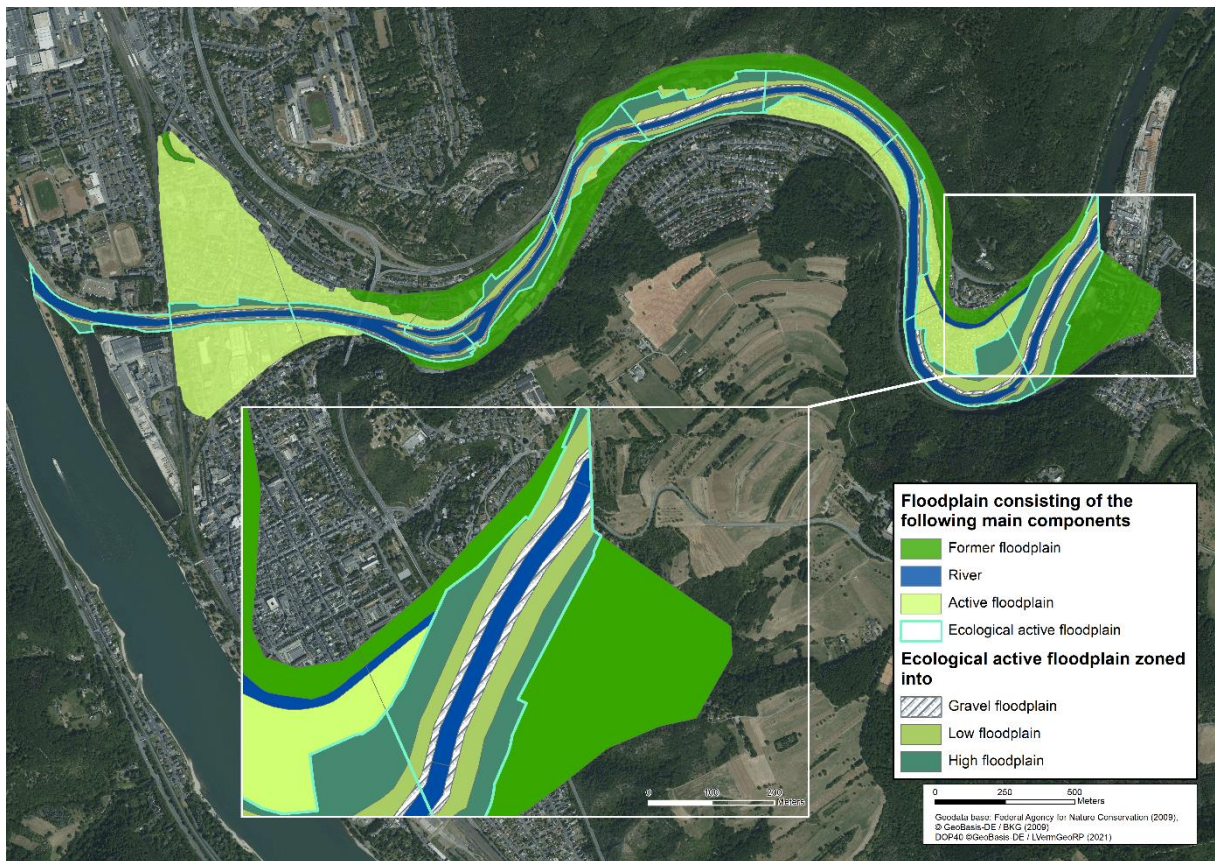 0 100 200
Meters
Floodplain consisting of the
following main components
Former floodplain
River
Active floodplain
Ecological active floodplain
Ecological active floodplain zoned
into
Gravel floodplain
Low floodplain
High floodplain
0 250 500
Meters
Geodata base: Federal Agency for Nature Conservation (2009),
© GeoBasis-DE / BKG (2009)
DOP40 ©GeoBasis-DE / LVermGeoRP (2021)